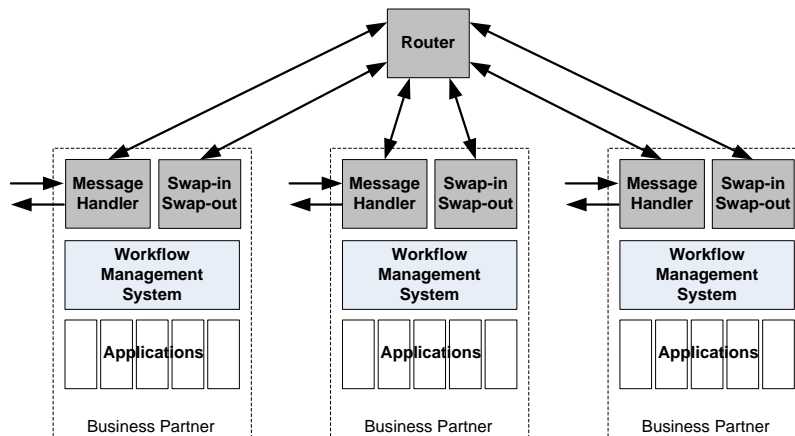 Router
Message
Handler
Swap-in
Swap-out
Workflow
Management
System
Applications
Business Partner
Message
Handler
Swap-in
Swap-out
Workflow
Management
System
Applications
Business Partner
Message
Handler
Swap-in
Swap-out
Workflow
Management
System
Applications
Business Partner